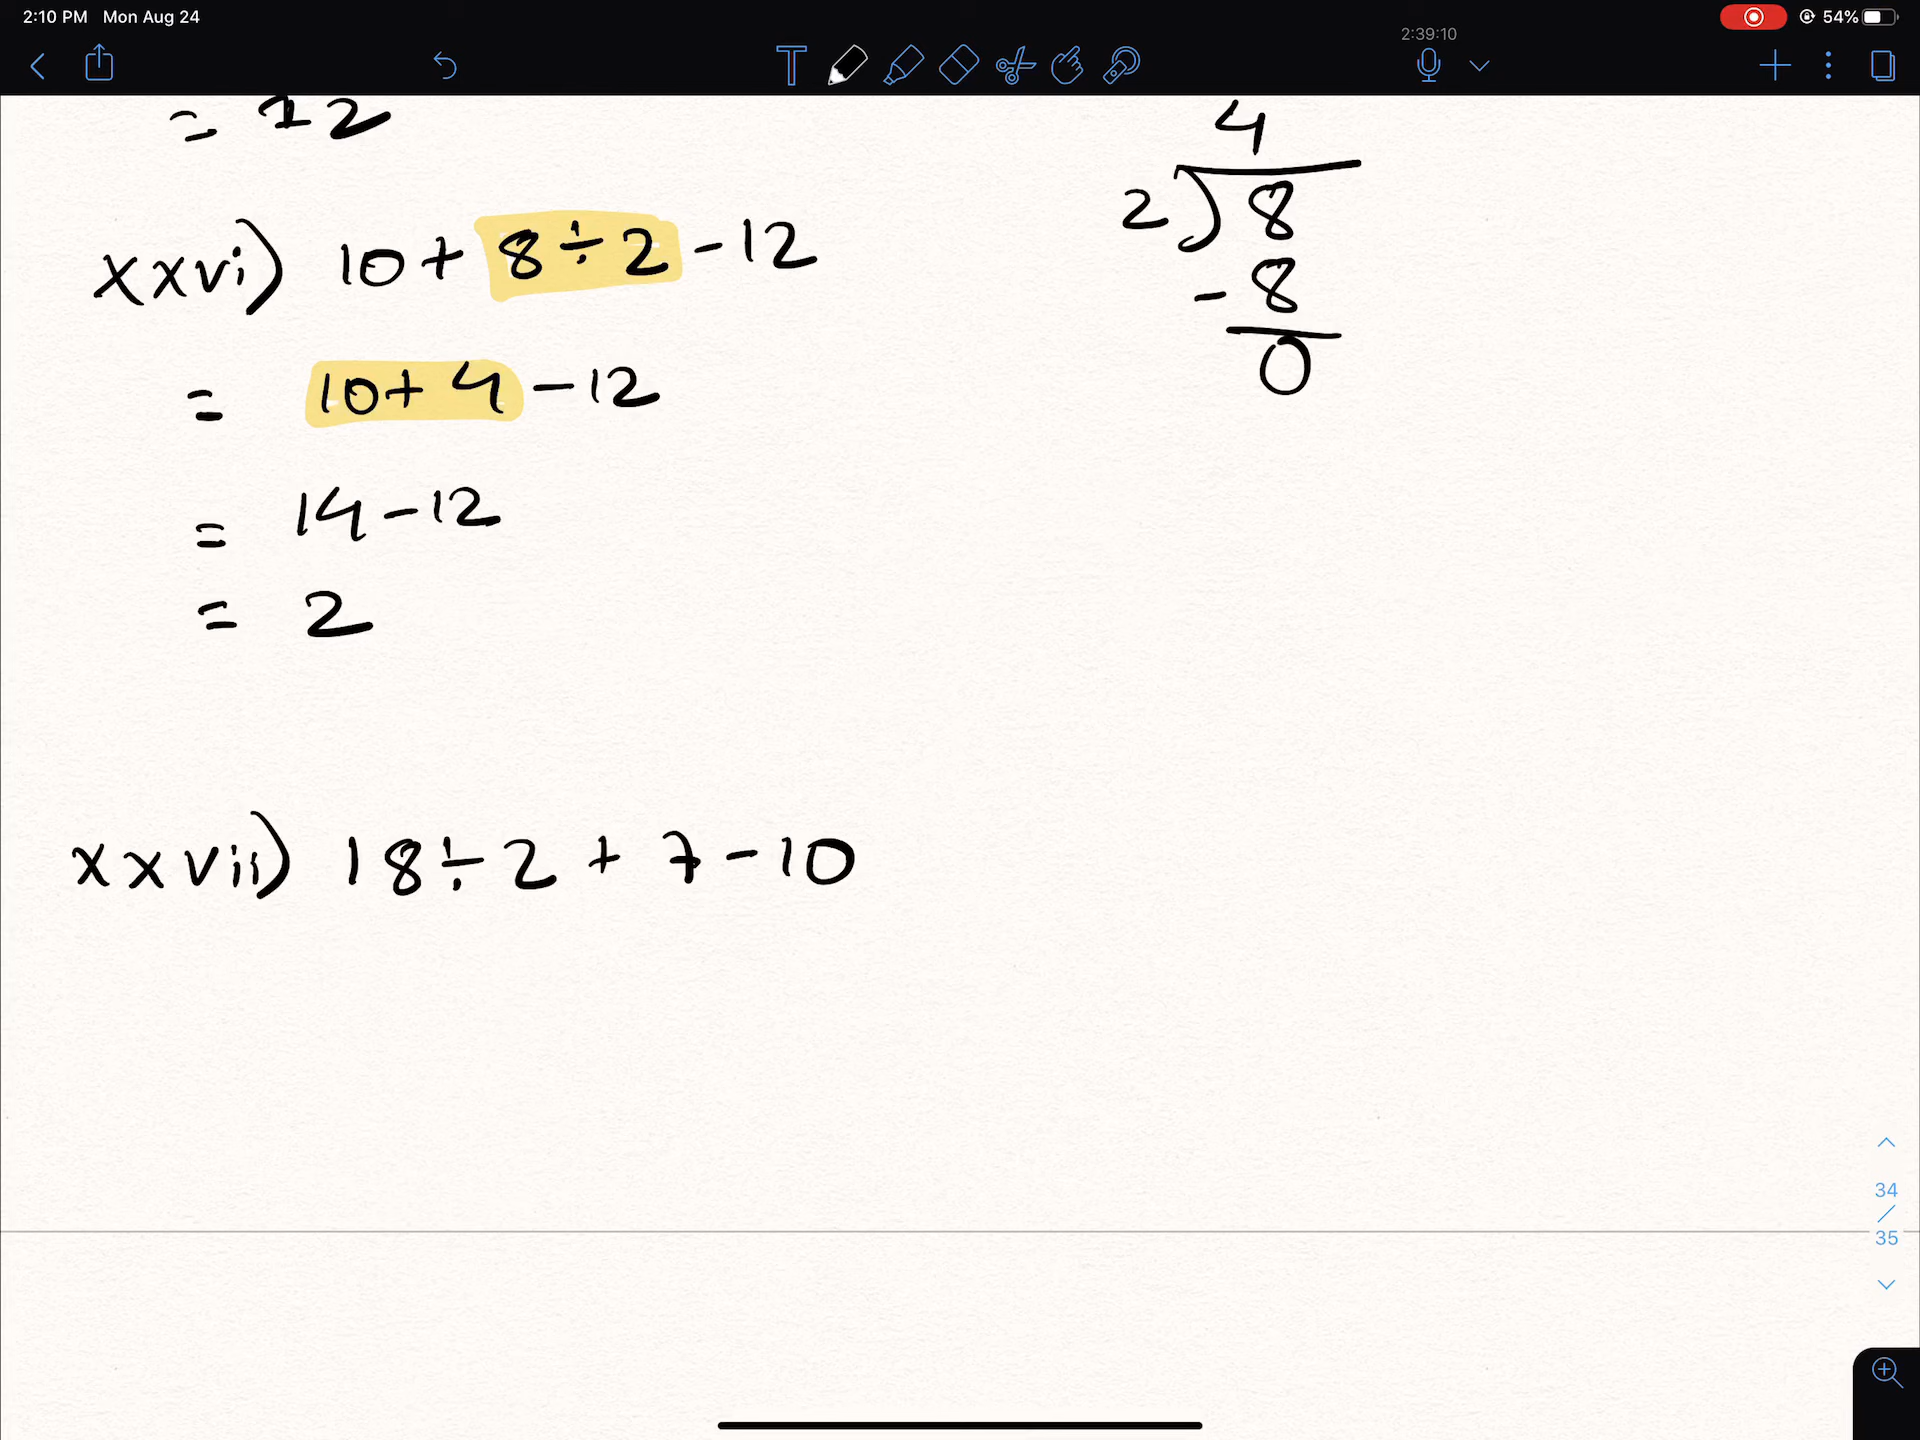 2:10 PM Mon Aug 24
54%
2:39:10
= 12
xxvi) 10 + 8 ÷ 2 - 12
= 10 + 4 - 12
= 14 - 12
= 2
4
2)8
- 8
0
xxvii) 18 ÷ 2 + 7 - 10
34
/
35